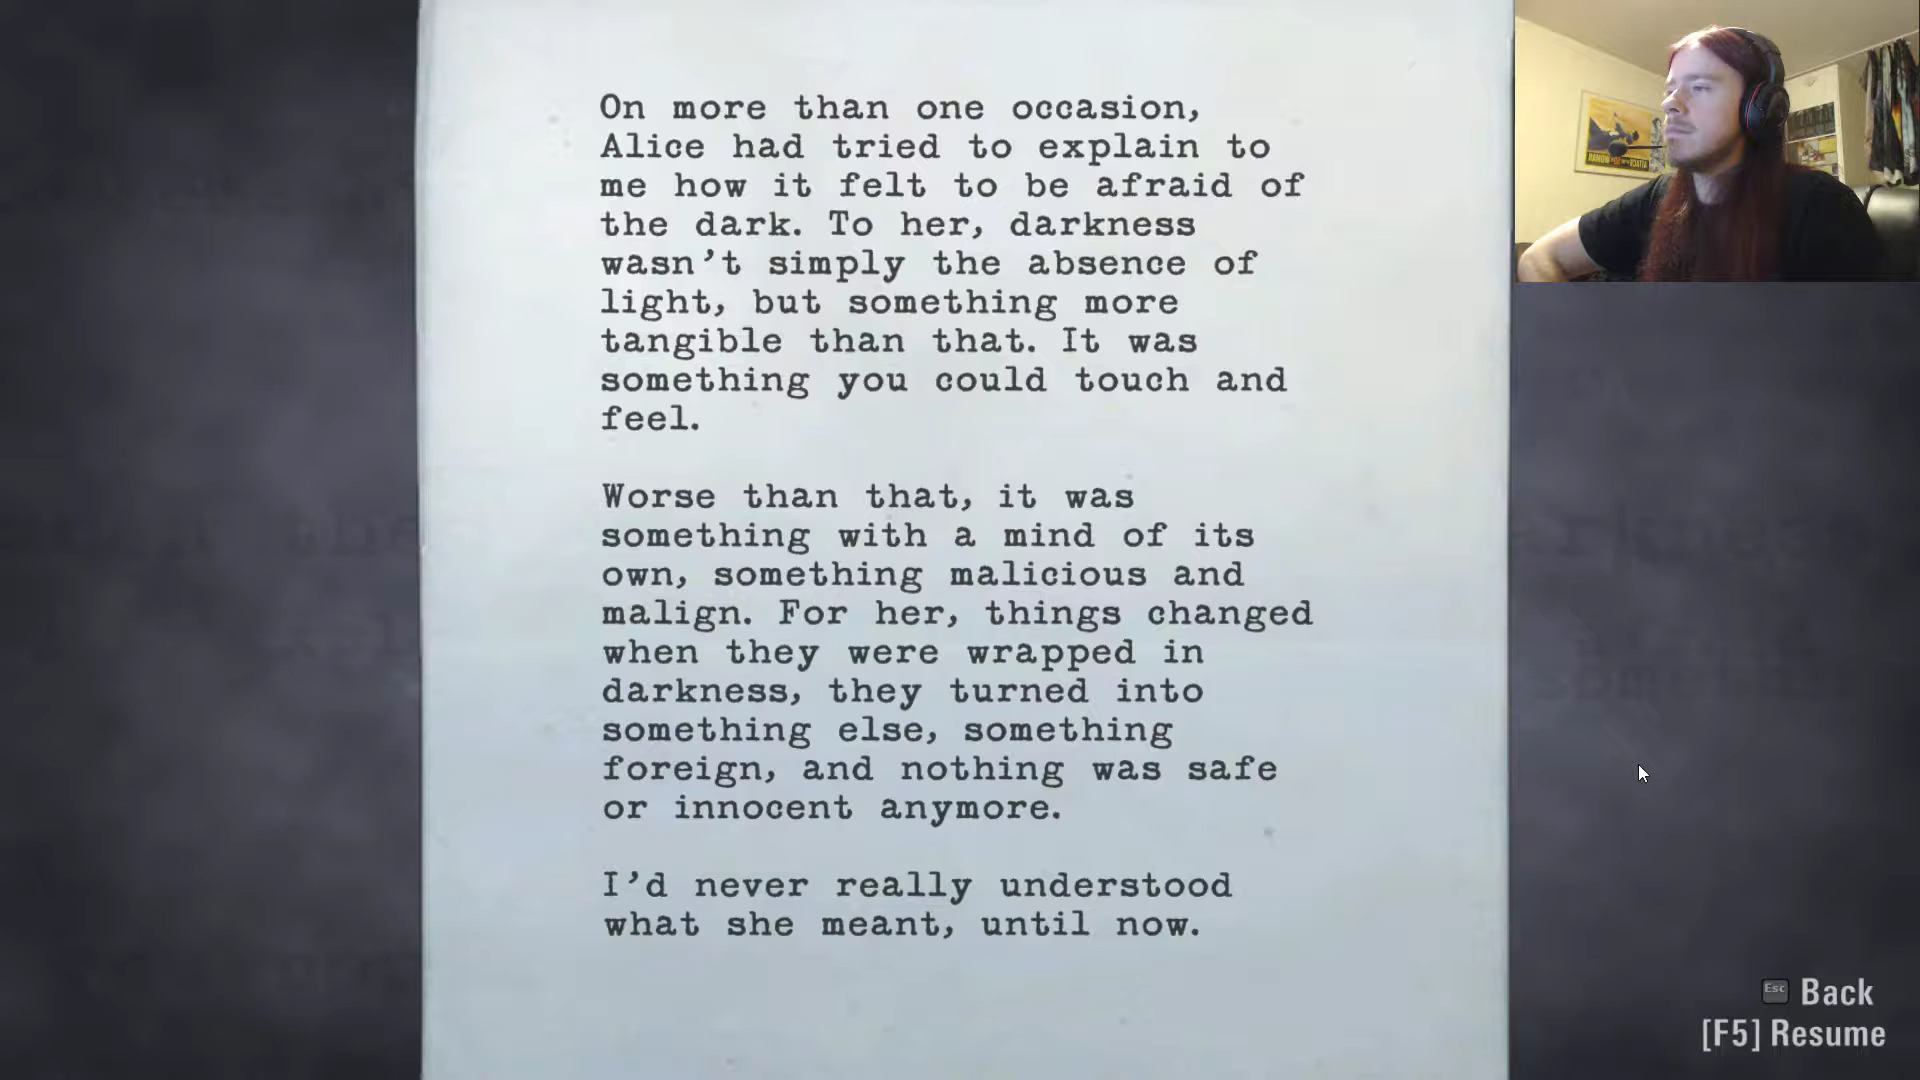 On more than one occasion,
Alice had tried to explain to
me how it felt to be afraid of
the dark. To her, darkness
wasn't simply the absence of
light, but something more
tangible than that. It was
something you could touch and
feel.
Worse than that, it was
something with a mind of its
own, something malicious and
malign. For her, things changed
when they were wrapped in
darkness, they turned into
something else, something
foreign, and nothing was safe
or innocent anymore.
I'd never really understood
what she meant, until now.
Esc Back
[F5] Resume